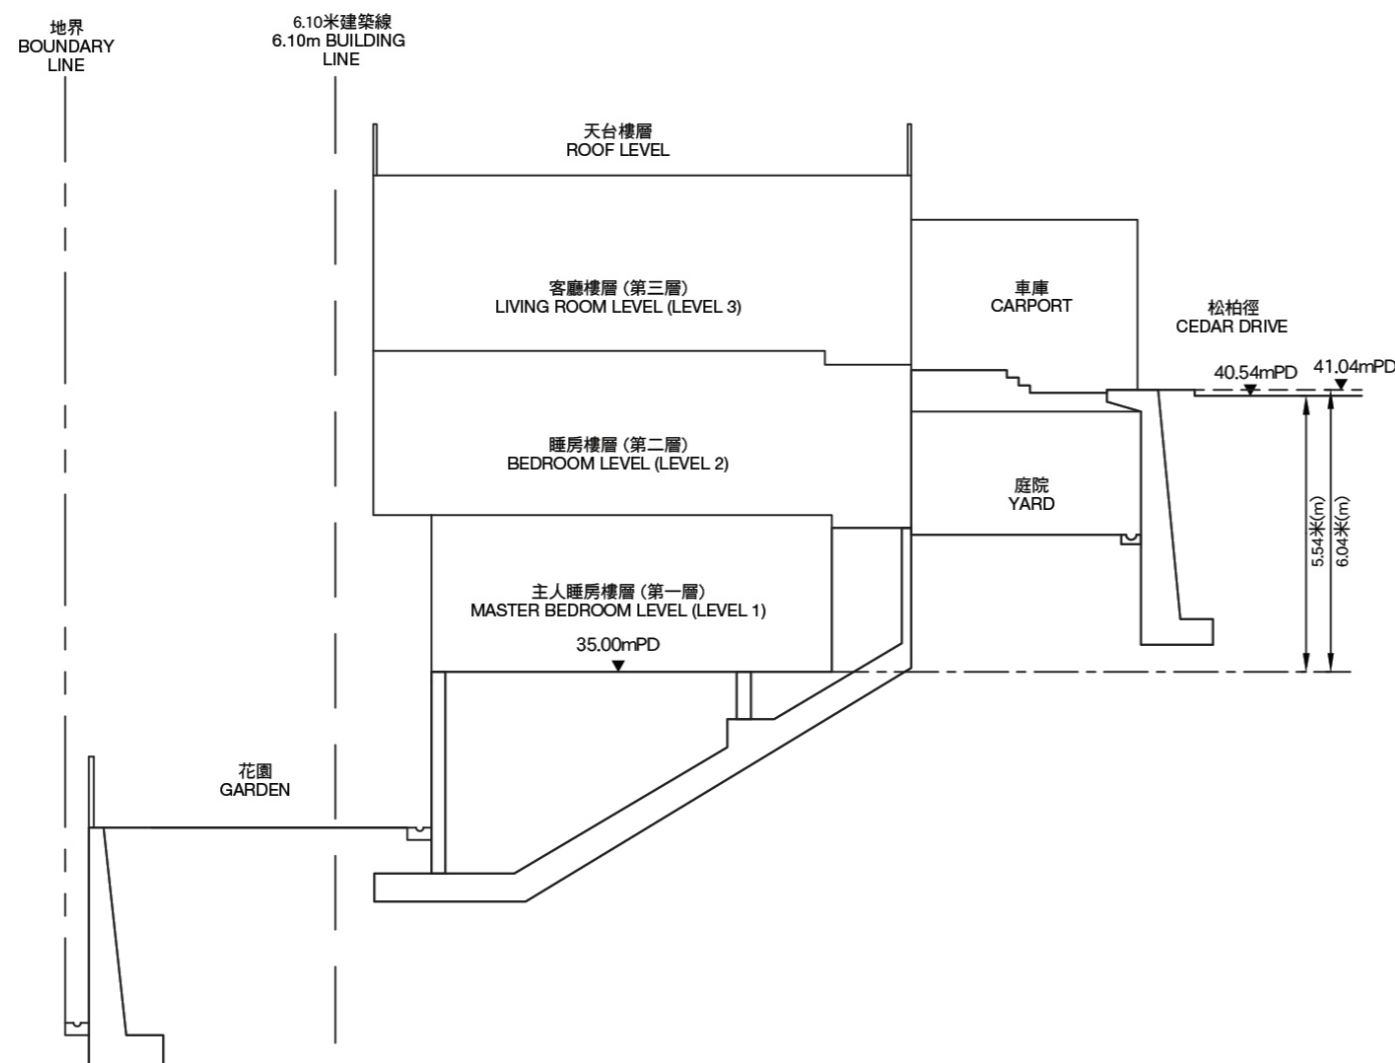 地界
BOUNDARY
LINE
6.10米建築線
6.10m BUILDING
LINE
天台樓層
ROOF LEVEL
客廳樓層 (第三層)
LIVING ROOM LEVEL (LEVEL 3)
車庫
CARPORT
松柏徑
CEDAR DRIVE
40.54mPD
41.04mPD
睡房樓層 (第二層)
BEDROOM LEVEL (LEVEL 2)
庭院
YARD
5.54米(m)
6.04米(m)
主人睡房樓層 (第一層)
MASTER BEDROOM LEVEL (LEVEL 1)
35.00mPD
花園
GARDEN